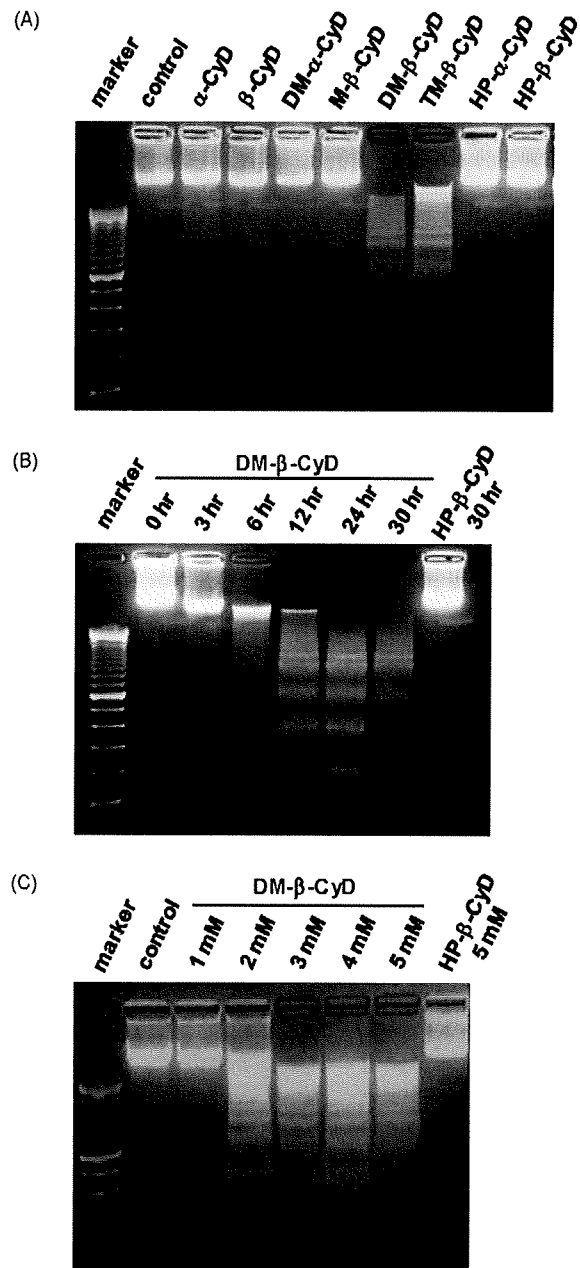 (A)
marker
control
α-CyD
β-CyD
DM-α-CyD
M-β-CyD
DM-β-CyD
TM-β-CyD
HP-α-CyD
HP-β-CyD
(B)
DM-β-CyD
marker
0 hr
3 hr
6 hr
12 hr
24 hr
30 hr
HP-β-CyD
30 hr
(C)
DM-β-CyD
marker
control
1 mM
2 mM
3 mM
4 mM
5 mM
HP-β-CyD
5 mM